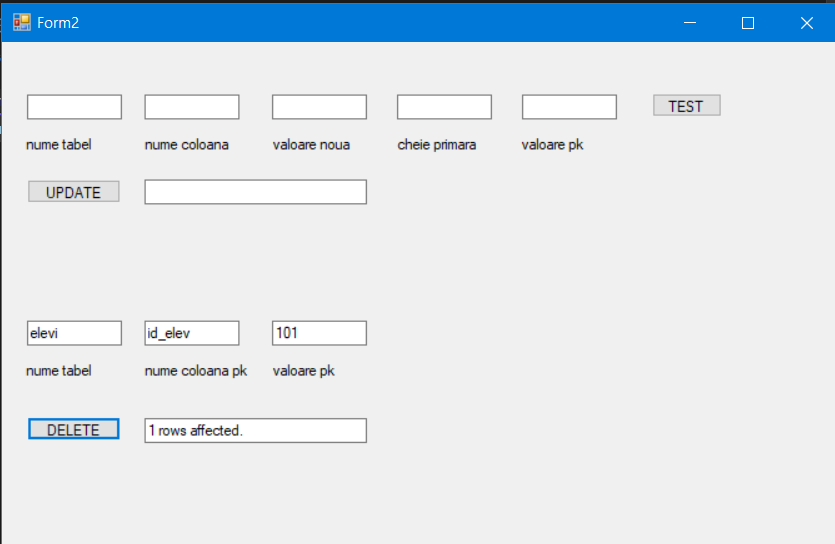 Form2
TEST
nume tabel nume coloana valoare noua cheie primara valoare pk
UPDATE
elevi id_elev 101
nume tabel nume coloana pk valoare pk
DELETE 1 rows affected.